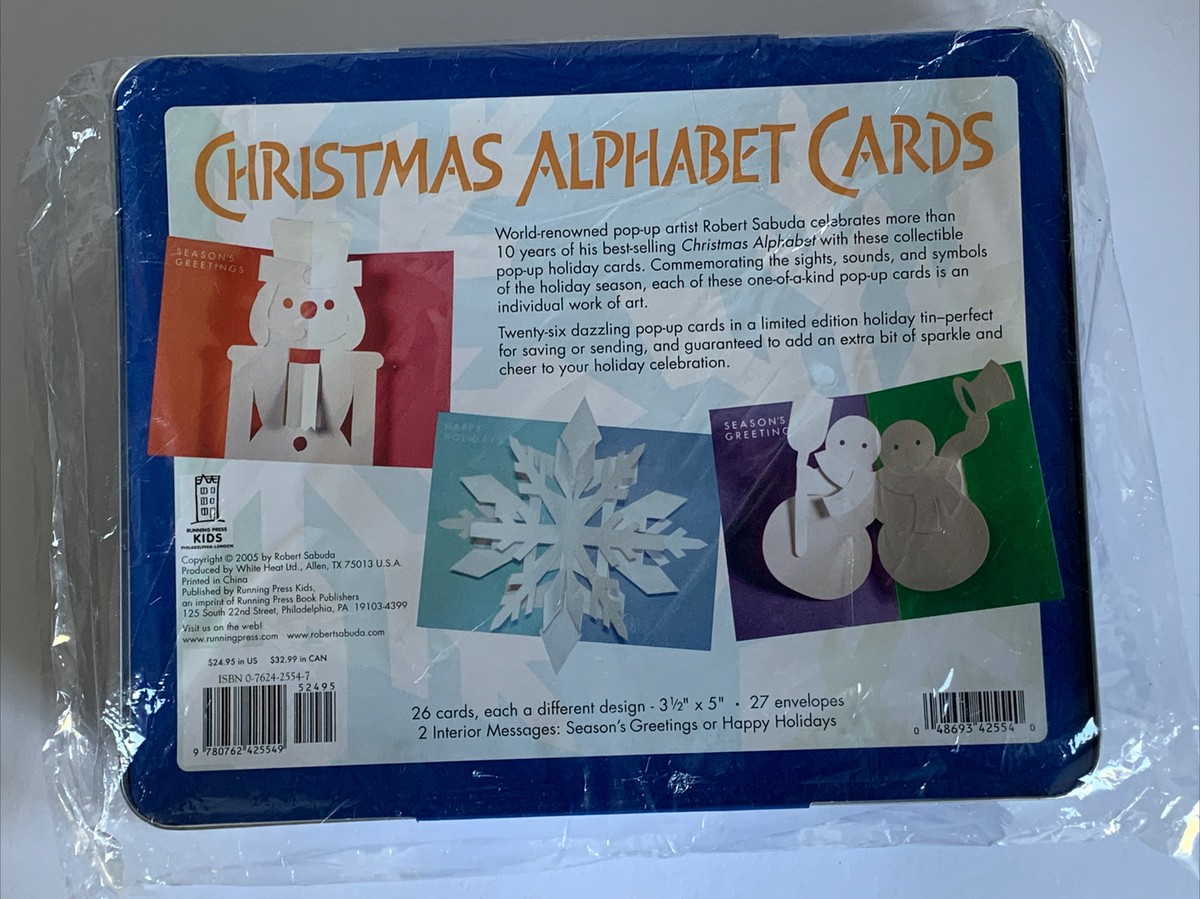 CHRISTMAS ALPHABET CARDS
World-renowned pop-up artist Robert Sabuda celebrates more than
10 years of his best-selling Christmas Alphabet with these collectible
pop-up holiday cards. Commemorating the sights, sounds, and symbols
of the holiday season, each of these one-of-a-kind pop-up cards is an
individual work of art.
Twenty-six dazzling pop-up cards in a limited edition holiday tin–perfect
for saving or sending, and guaranteed to add an extra bit of sparkle and
cheer to your holiday celebration.
SEASON'S
GREETINGS
HAPPY
HOLIDAYS
SEASON'S
GREETING
RUNNING PRESS
KIDS
PHILADELPHIA·LONDON
Copyright © 2005 by Robert Sabuda
Produced by White Heat Ltd., Allen, TX 75013 U.S.A.
Printed in China
Published by Running Press Kids,
an imprint of Running Press Book Publishers
125 South 22nd Street, Philadelphia, PA 19103-4399
Visit us on the web!
www.runningpress.com www.robertsabuda.com
$24.95 in US $32.99 in CAN
ISBN 0-7624-2554-7
52495
9 780762 425549
26 cards, each a different design - 3½" x 5" · 27 envelopes
2 Interior Messages: Season's Greetings or Happy Holidays
0 48693 42554 0